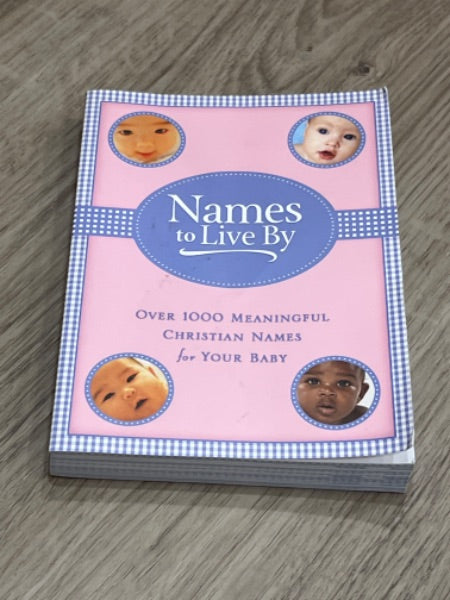 Names
to Live By
OVER 1000 MEANINGFUL
CHRISTIAN NAMES
for YOUR BABY